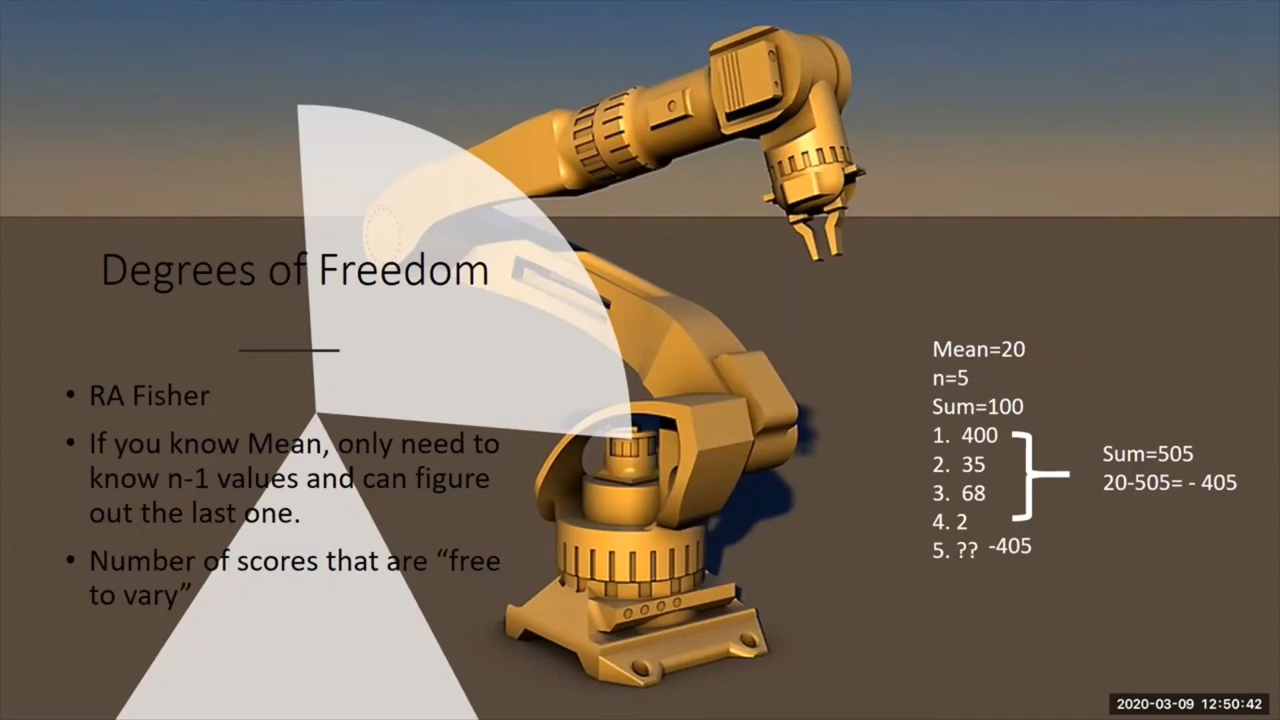 Degrees of Freedom
• RA Fisher
• If you know Mean, only need to
know n-1 values and can figure
out the last one.
• Number of scores that are “free
to vary”
Mean=20
n=5
Sum=100
1. 400
2. 35
3. 68
4. 2
5. ?? -405
Sum=505
20-505= - 405
2020-03-09 12:50:42